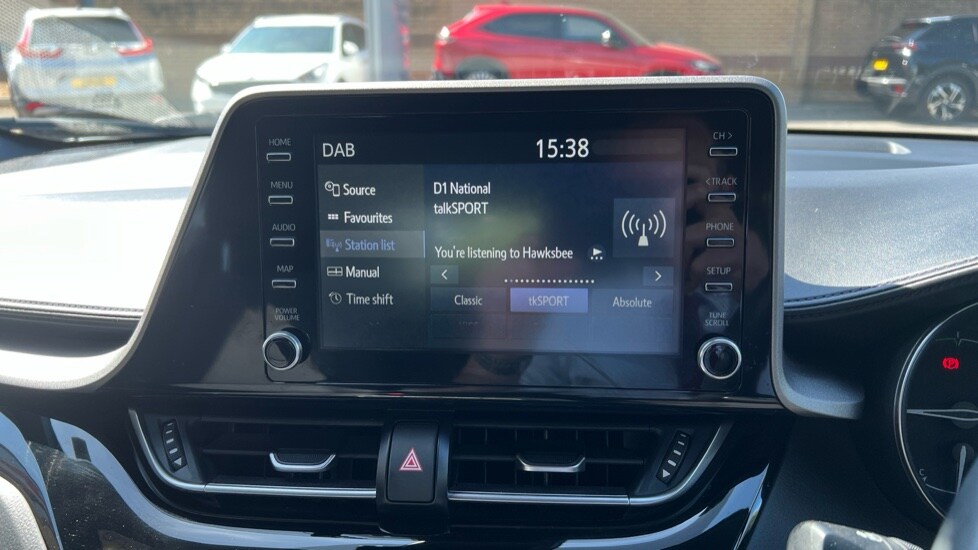 HOME
MENU
AUDIO
MAP
POWER
VOLUME
DAB
15:38
Source
Favourites
Station list
Manual
Time shift
D1 National
talkSPORT
You're listening to Hawksbee
<
>
Classic
tkSPORT
Absolute
CH >
< TRACK
PHONE
SETUP
TUNE
SCROLL
C